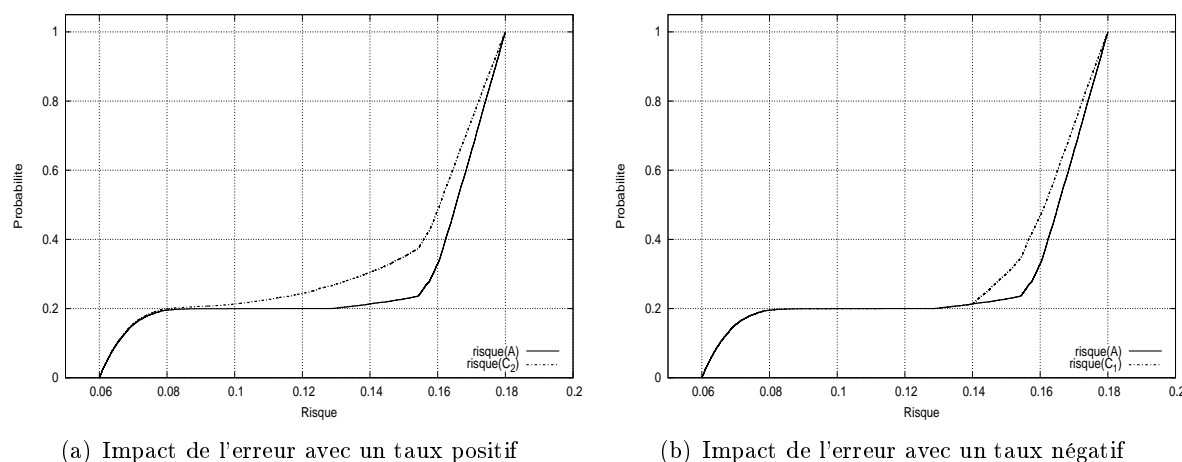 1
0.8
0.6
0.4
0.2
0
Probabilite
0.06
0.08
0.1
0.12
0.14
0.16
0.18
0.2
Risque
risque(A)
risque(C2)
(a) Impact de l'erreur avec un taux positif
1
0.8
0.6
0.4
0.2
0
Probabilite
0.06
0.08
0.1
0.12
0.14
0.16
0.18
0.2
Risque
risque(A)
risque(C1)
(b) Impact de l'erreur avec un taux négatif